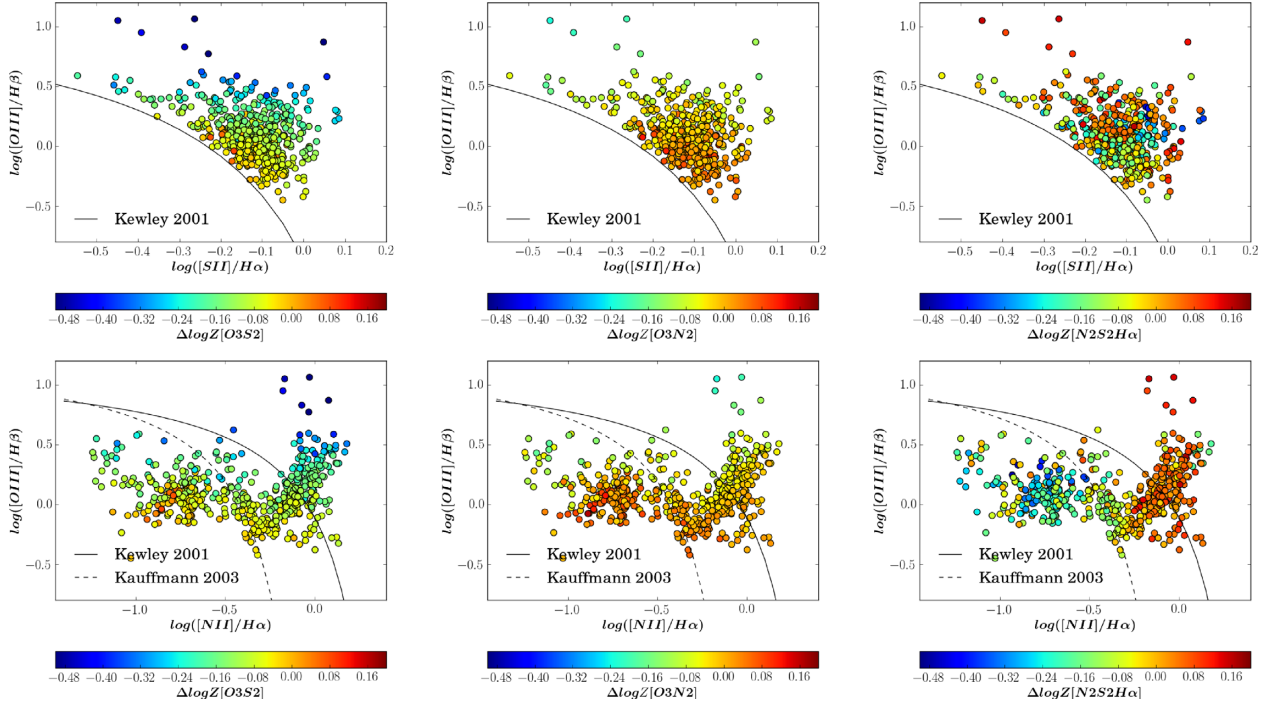 1.0
0.5
0.0
−0.5
log([OIII]/Hβ)
Kewley 2001
−0.5 −0.4 −0.3 −0.2 −0.1 0.0 0.1 0.2
log([SII]/Hα)
−0.48 −0.40 −0.32 −0.24 −0.16 −0.08 0.00 0.08 0.16
ΔlogZ[O3S2]
1.0
0.5
0.0
−0.5
log([OIII]/Hβ)
Kewley 2001
−0.5 −0.4 −0.3 −0.2 −0.1 0.0 0.1 0.2
log([SII]/Hα)
−0.48 −0.40 −0.32 −0.24 −0.16 −0.08 0.00 0.08 0.16
ΔlogZ[O3N2]
1.0
0.5
0.0
−0.5
log([OIII]/Hβ)
Kewley 2001
−0.5 −0.4 −0.3 −0.2 −0.1 0.0 0.1 0.2
log([SII]/Hα)
−0.48 −0.40 −0.32 −0.24 −0.16 −0.08 0.00 0.08 0.16
ΔlogZ[N2S2Hα]
1.0
0.5
0.0
−0.5
log([OIII]/Hβ)
Kewley 2001
Kauffmann 2003
−1.0 −0.5 0.0
log([NII]/Hα)
−0.48 −0.40 −0.32 −0.24 −0.16 −0.08 0.00 0.08 0.16
ΔlogZ[O3S2]
1.0
0.5
0.0
−0.5
log([OIII]/Hβ)
Kewley 2001
Kauffmann 2003
−1.0 −0.5 0.0
log([NII]/Hα)
−0.48 −0.40 −0.32 −0.24 −0.16 −0.08 0.00 0.08 0.16
ΔlogZ[O3N2]
1.0
0.5
0.0
−0.5
log([OIII]/Hβ)
Kewley 2001
Kauffmann 2003
−1.0 −0.5 0.0
log([NII]/Hα)
−0.48 −0.40 −0.32 −0.24 −0.16 −0.08 0.00 0.08 0.16
ΔlogZ[N2S2Hα]